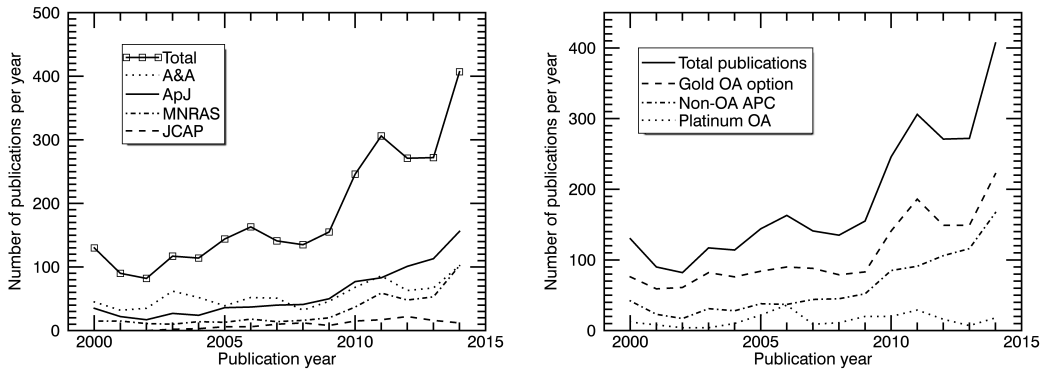 500
400
300
200
100
0
Number of publications per year
Total
A&A
ApJ
MNRAS
JCAP
2000
2005
2010
2015
Publication year
400
300
200
100
0
Number of publications per year
Total publications
Gold OA option
Non-OA APC
Platinum OA
2000
2005
2010
2015
Publication year